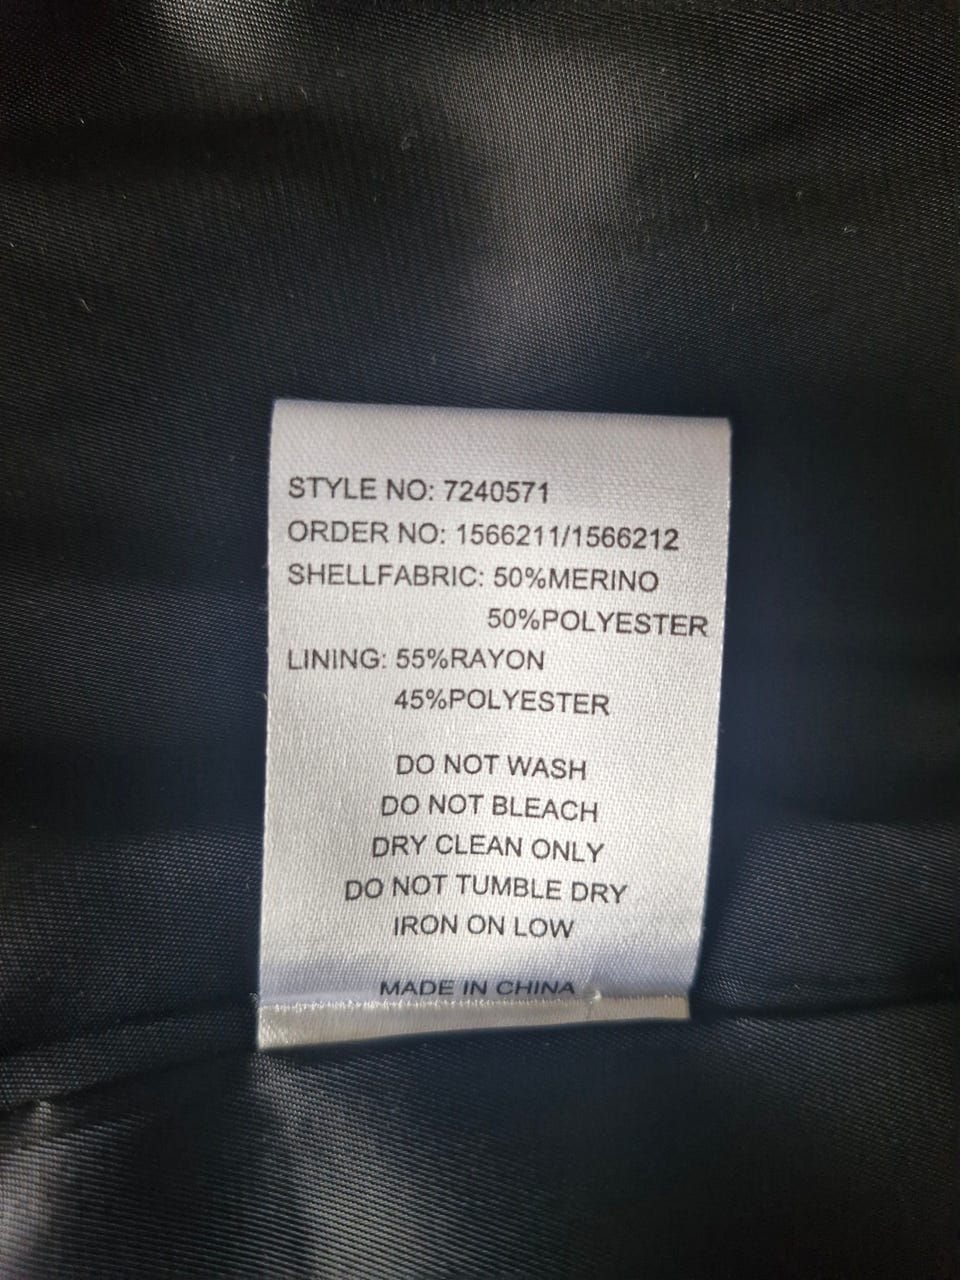 STYLE NO: 7240571
ORDER NO: 1566211/1566212
SHELLFABRIC: 50%MERINO
50%POLYESTER
LINING: 55%RAYON
45%POLYESTER
DO NOT WASH
DO NOT BLEACH
DRY CLEAN ONLY
DO NOT TUMBLE DRY
IRON ON LOW
MADE IN CHINA